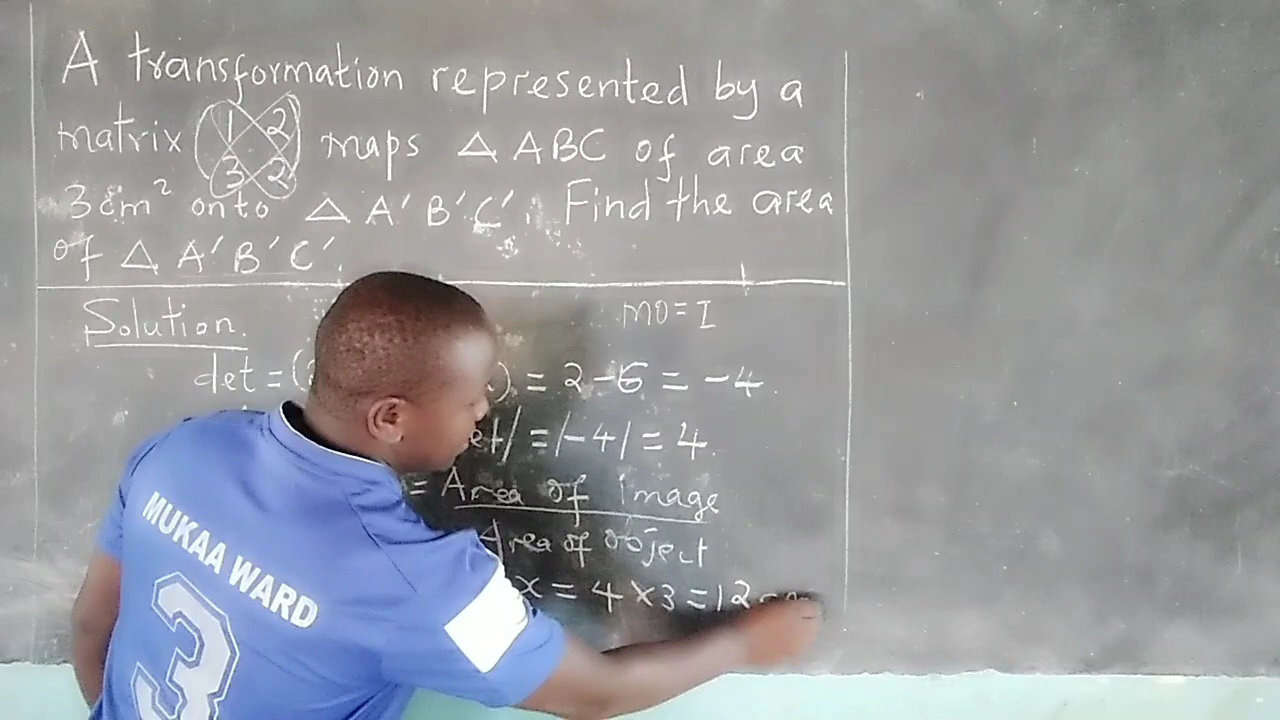 A transformation represented by a
matrix (1 2
3 2) maps △ ABC of area
3cm² onto △ A'B'C'. Find the area
of △ A'B'C'.
Solution.
mo = I
det = ( ) = 2 - 6 = -4.
et| = |-4| = 4.
= Area of image
Area of object
x = 4 × 3 = 12
MUKAA WARD
3